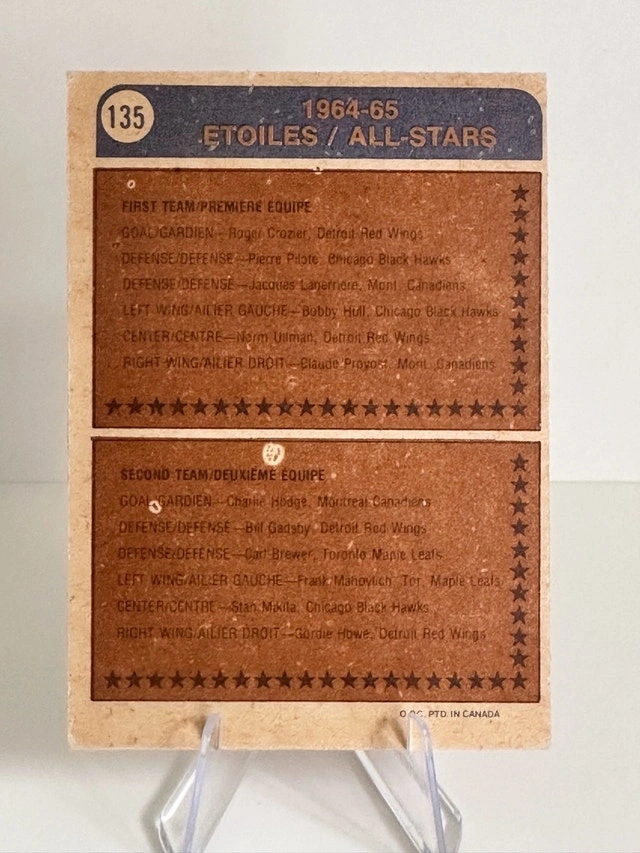 135
1964-65
ETOILES / ALL-STARS
FIRST TEAM/PREMIERE EQUIPE
GOAL/GARDIEN—Roger Crozier, Detroit Red Wings
DEFENSE/DEFENSE—Pierre Pilote, Chicago Black Hawks
DEFENSE/DEFENSE—Jacques Laperriere, Mont. Canadiens
LEFT WING/AILIER GAUCHE—Bobby Hull, Chicago Black Hawks
CENTER/CENTRE—Norm Ullman, Detroit Red Wings
RIGHT WING/AILIER DROIT—Claude Provost, Mont. Canadiens
SECOND TEAM/DEUXIÈME EQUIPE
GOAL/GARDIEN—Charlie Hodge, Montreal Canadiens
DEFENSE/DEFENSE—Bill Gadsby, Detroit Red Wings
DEFENSE/DEFENSE—Carl Brewer, Toronto Maple Leafs
LEFT WING/AILIER GAUCHE—Frank Mahovlich, Tor. Maple Leafs
CENTER/CENTRE—Stan Mikita, Chicago Black Hawks
RIGHT WING/AILIER DROIT—Gordie Howe, Detroit Red Wings
PTD. IN CANADA